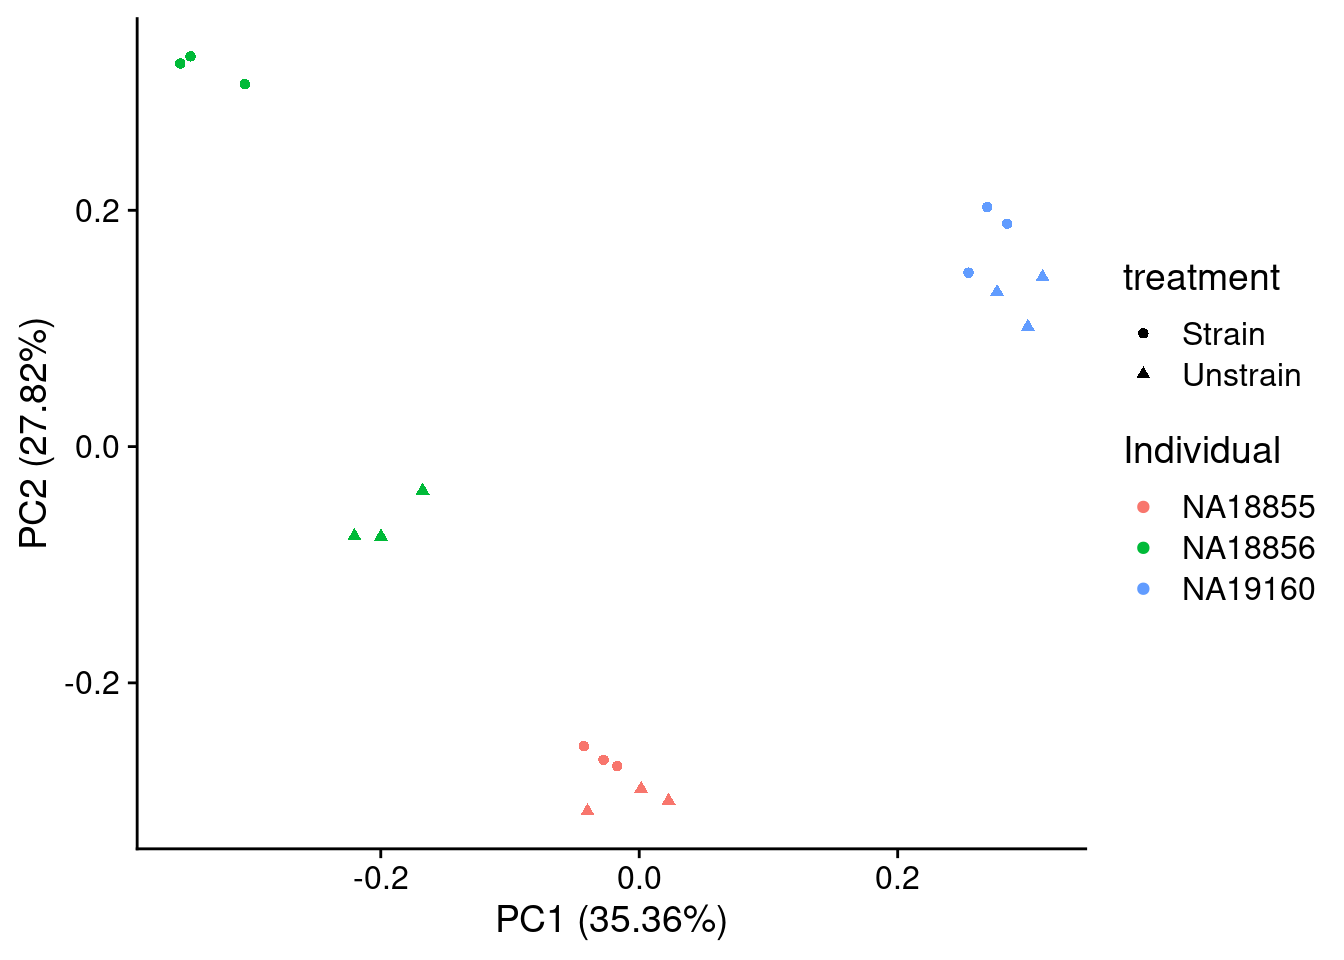 0.2
0.0
-0.2
PC2 (27.82%)
-0.2
0.0
0.2
PC1 (35.36%)
treatment
Strain
Unstrain
Individual
NA18855
NA18856
NA19160